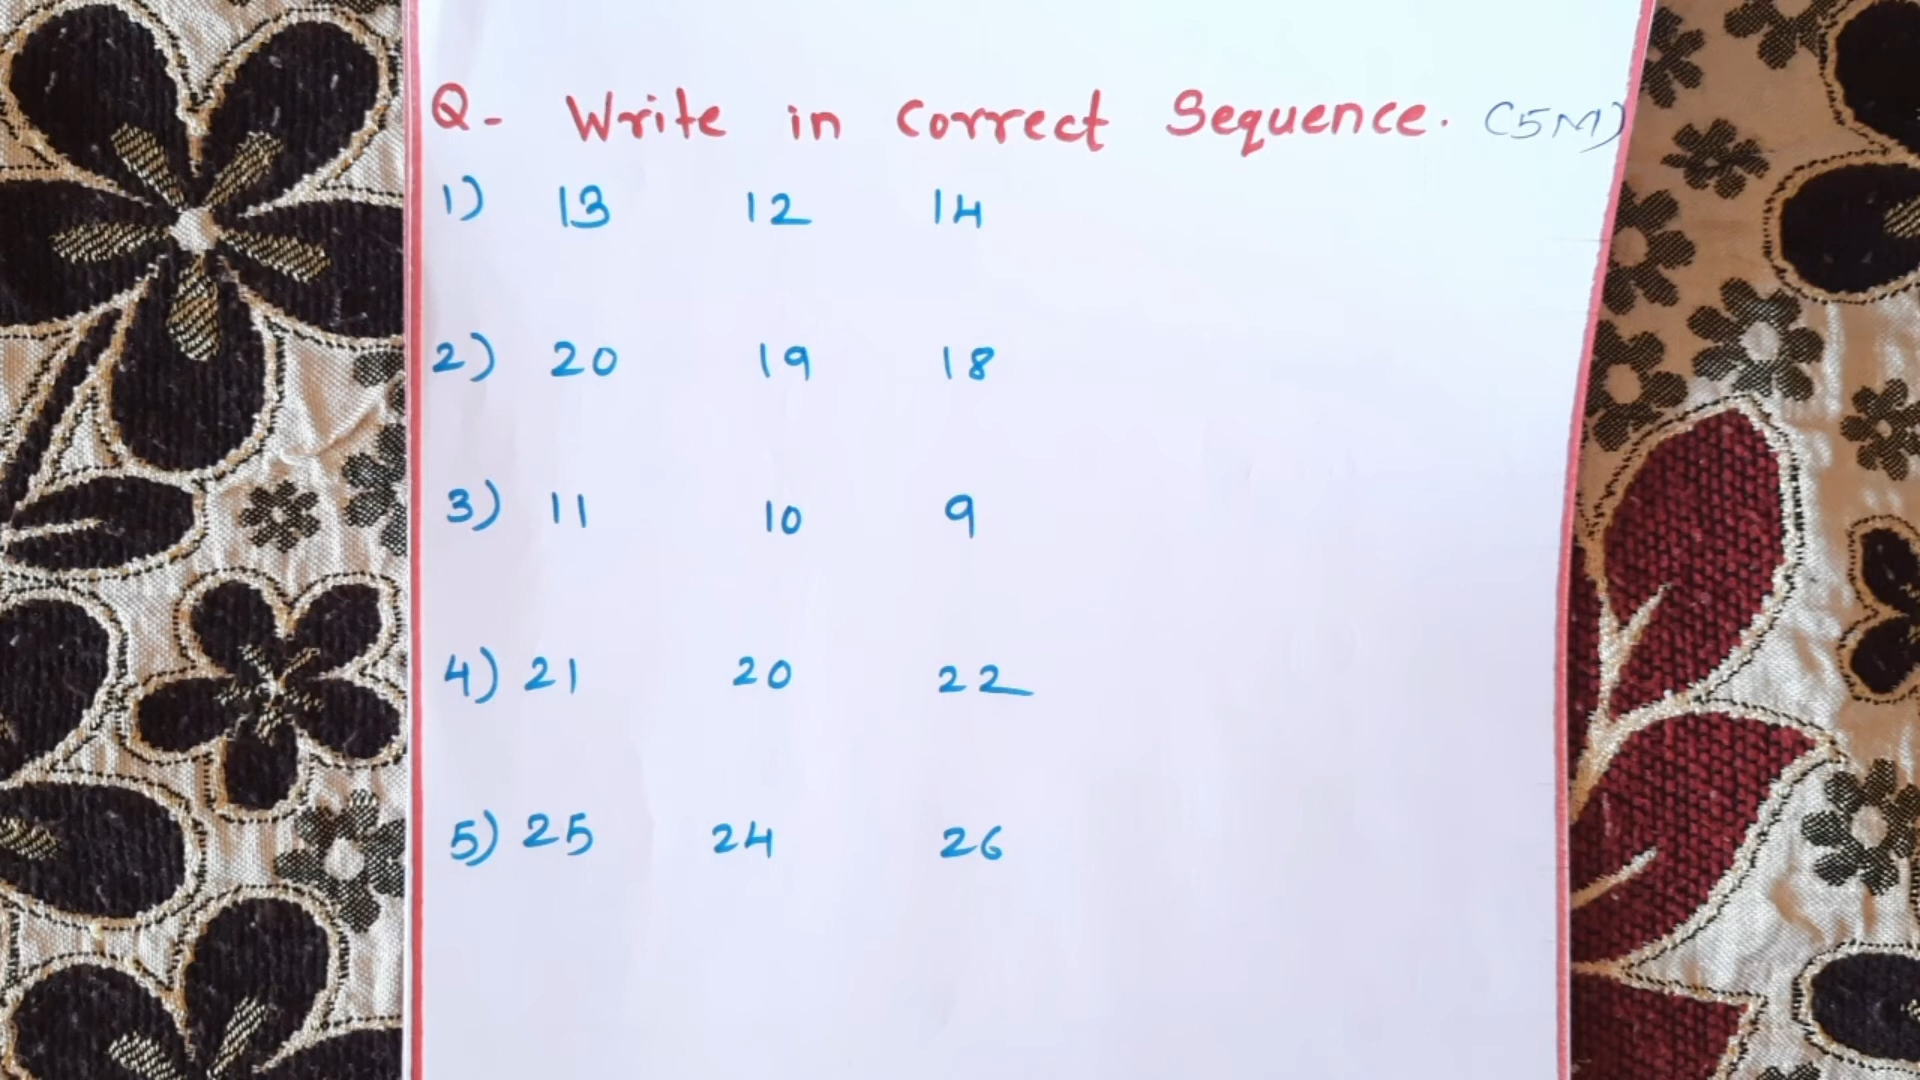 Q- Write in Correct Sequence. (5M)
1) 13 12 14
2) 20 19 18
3) 11 10 9
4) 21 20 22
5) 25 24 26